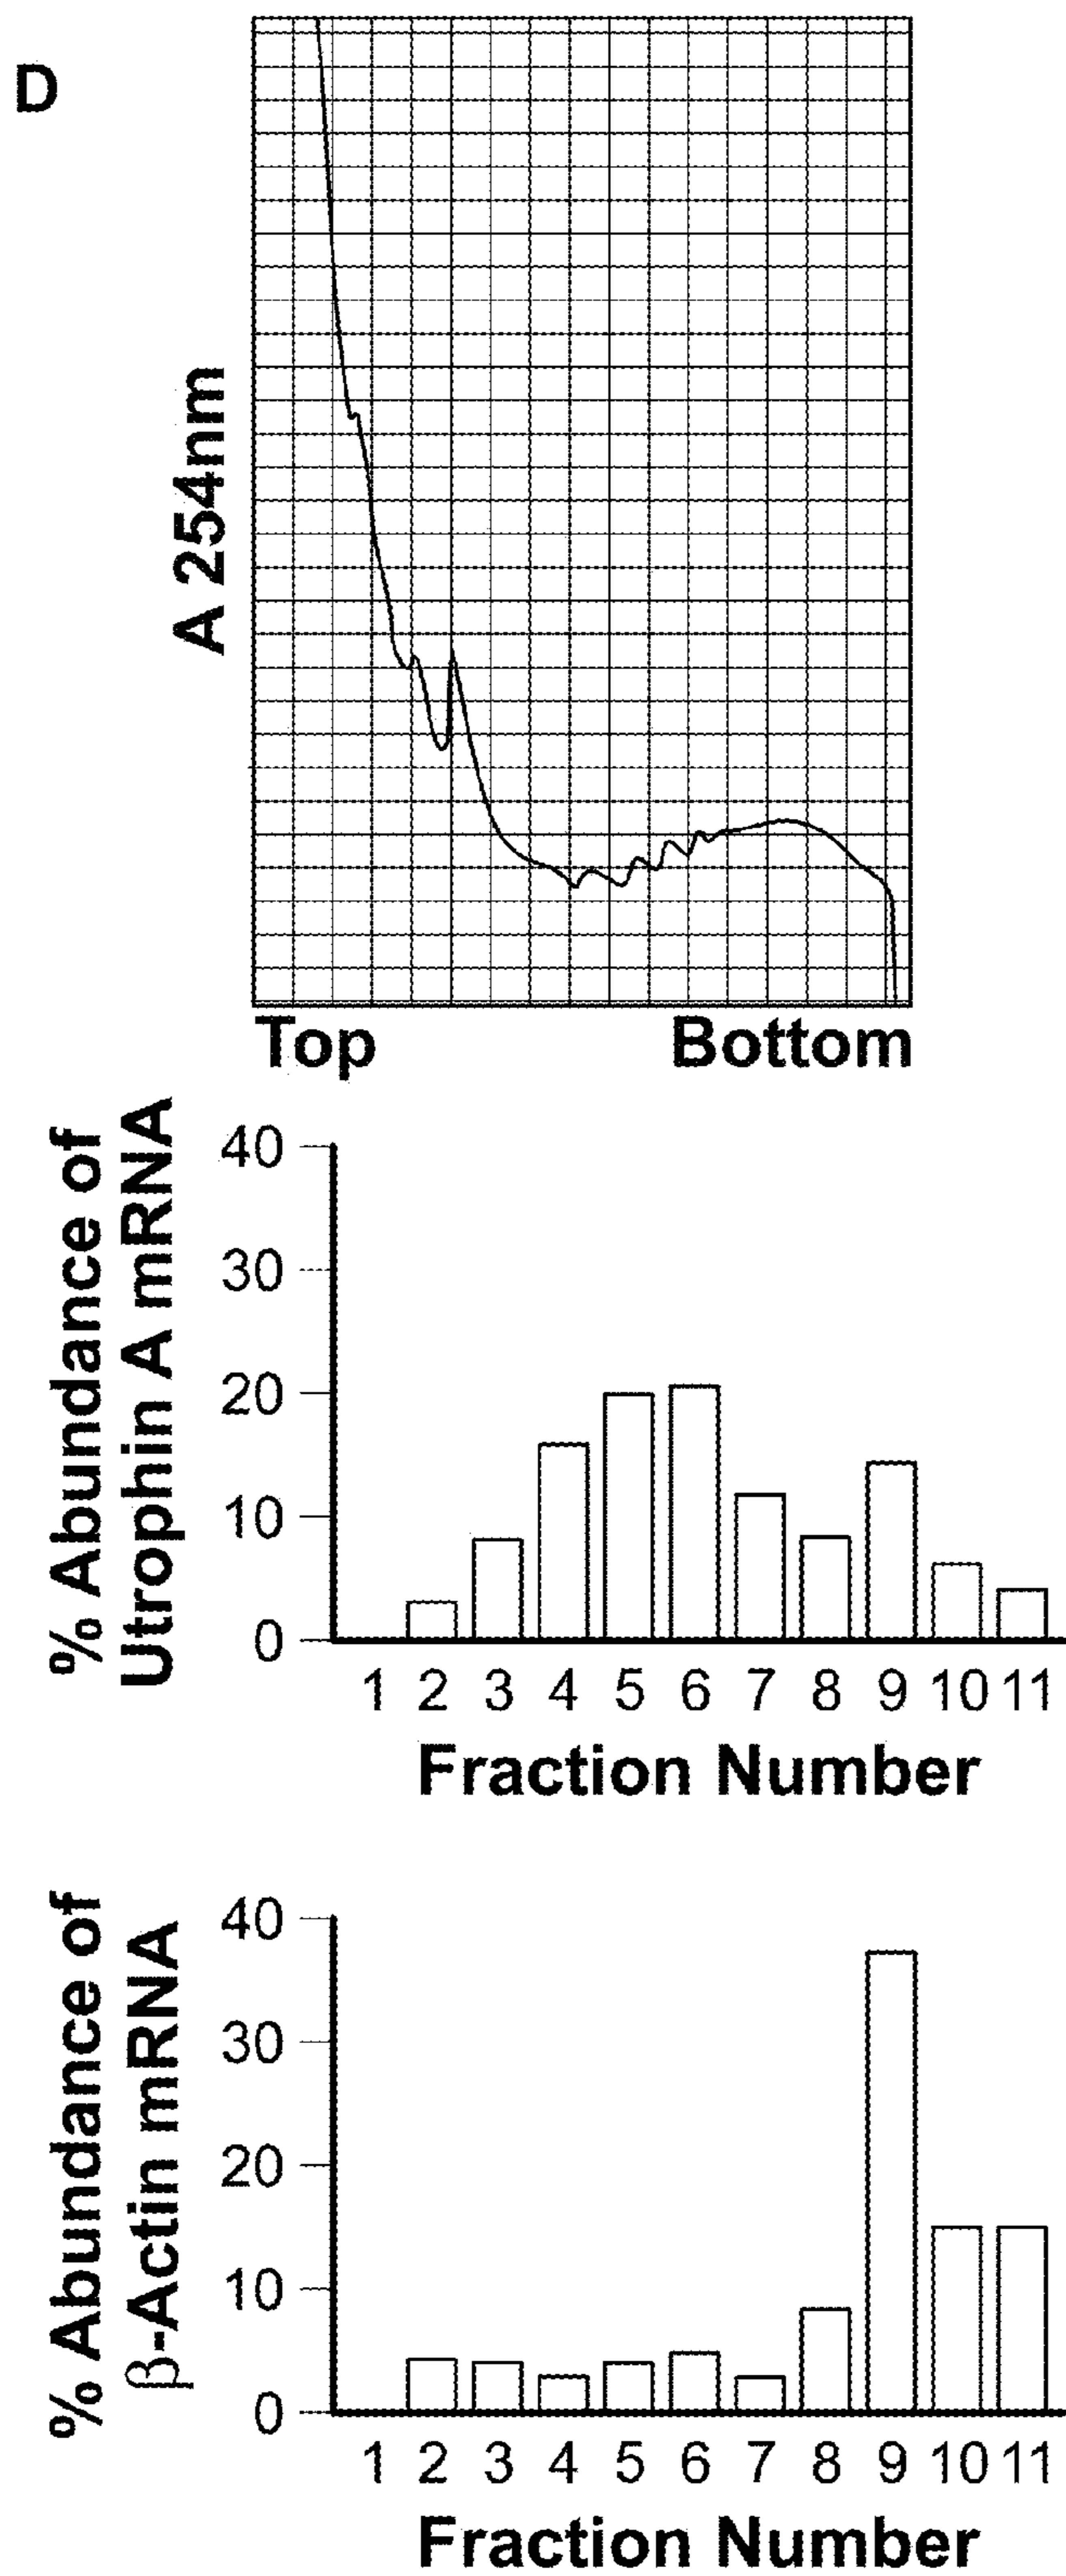 D
A 254nm
Top Bottom
% Abundance of
Utrophin A mRNA
40
30
20
10
0
1 2 3 4 5 6 7 8 9 10 11
Fraction Number
% Abundance of
β-Actin mRNA
40
30
20
10
0
1 2 3 4 5 6 7 8 9 10 11
Fraction Number